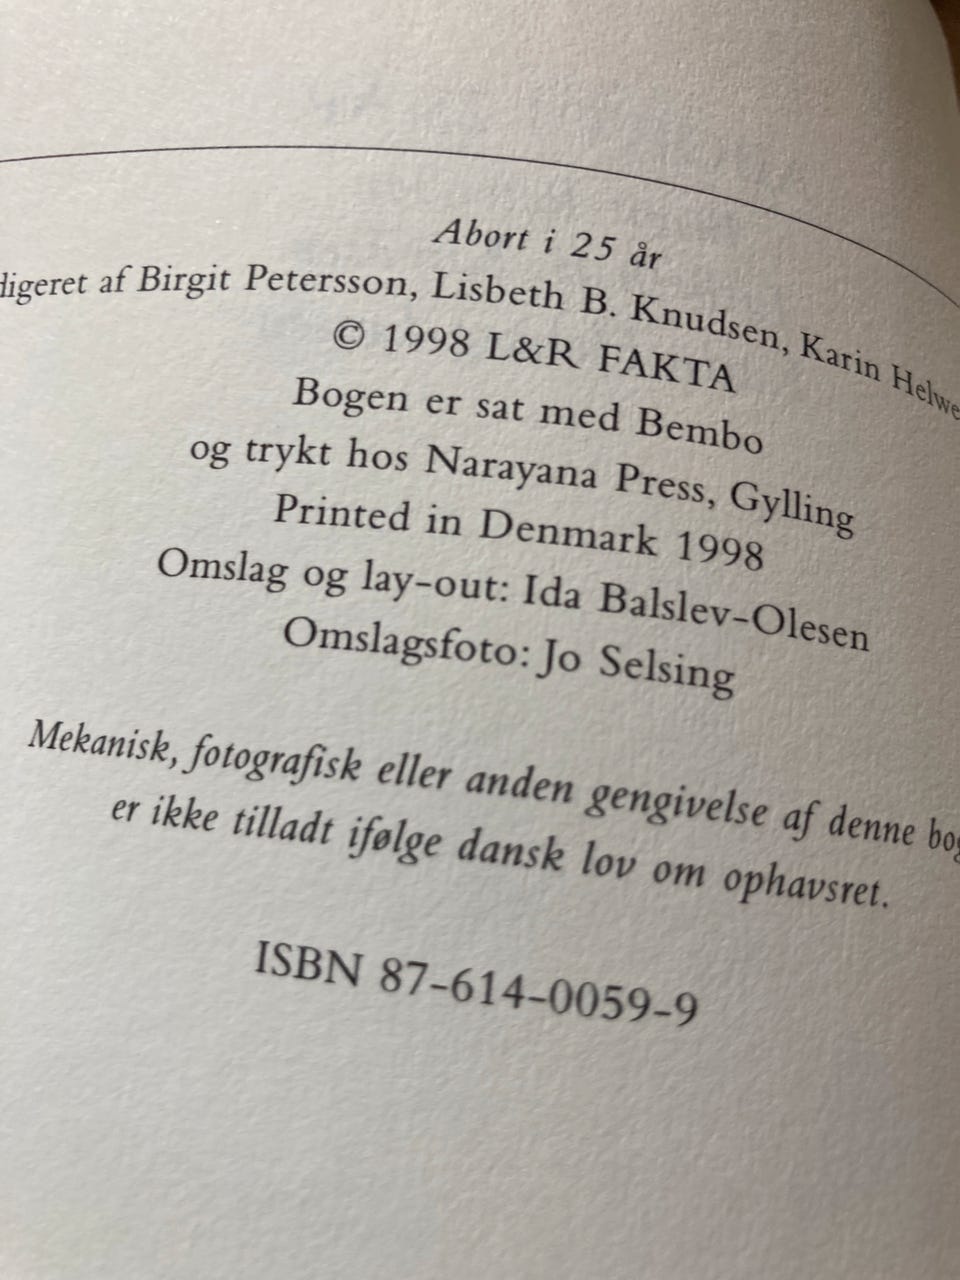 Abort i 25 år
digeret af Birgit Petersson, Lisbeth B. Knudsen, Karin Helwe
© 1998 L&R FAKTA
Bogen er sat med Bembo
og trykt hos Narayana Press, Gylling
Printed in Denmark 1998
Omslag og lay-out: Ida Balslev-Olesen
Omslagsfoto: Jo Selsing
Mekanisk, fotografisk eller anden gengivelse af denne bog
er ikke tilladt ifølge dansk lov om ophavsret.
ISBN 87-614-0059-9